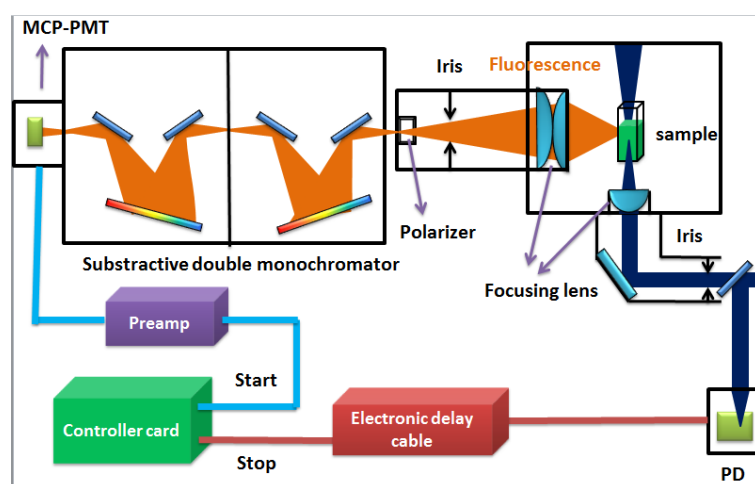 MCP-PMT
Iris
Fluorescence
sample
Polarizer
Substractive double monochromator
Iris
Focusing lens
Preamp
Start
Electronic delay
cable
Controller card
Stop
PD